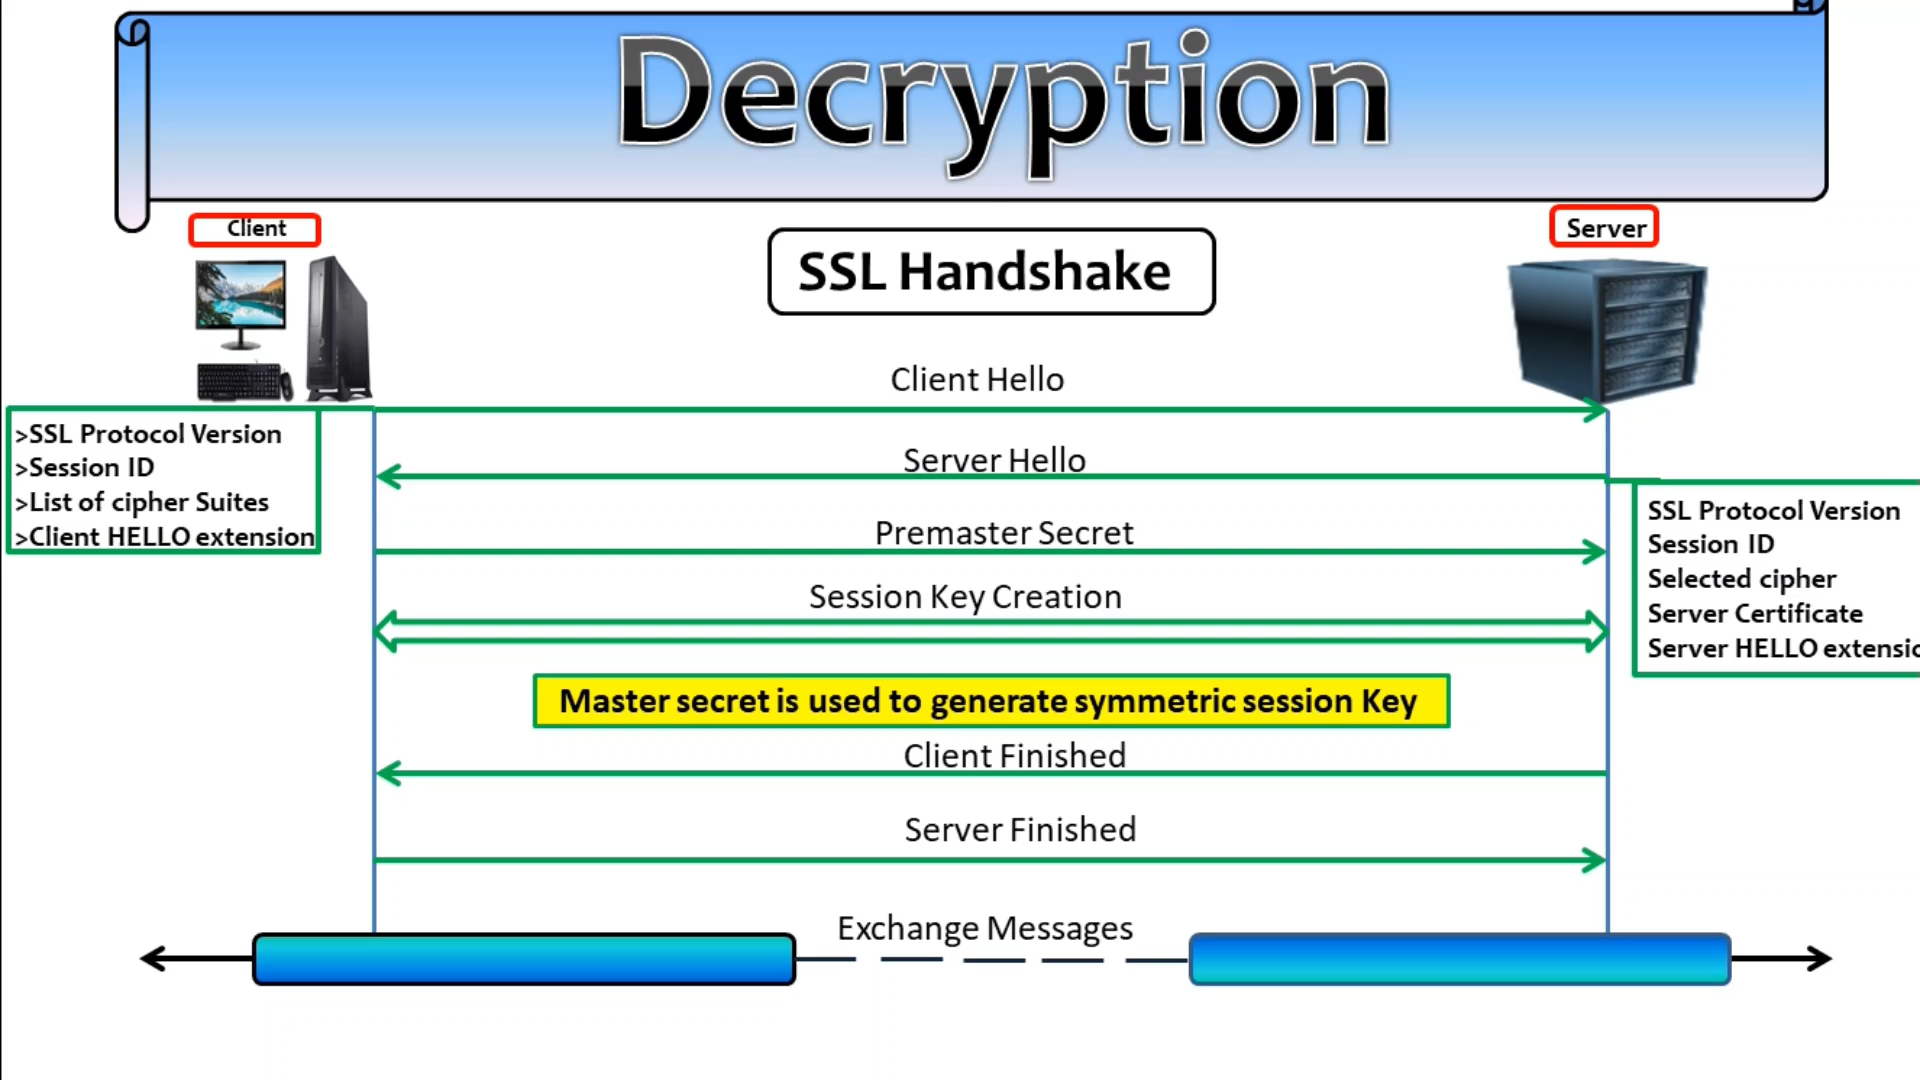 Decryption
Client
Server
SSL Handshake
Client Hello
>SSL Protocol Version
>Session ID
>List of cipher Suites
>Client HELLO extension
Server Hello
SSL Protocol Version
Session ID
Selected cipher
Server Certificate
Server HELLO
Premaster Secret
Session Key Creation
Master secret is used to generate symmetric session Key
Client Finished
Server Finished
Exchange Messages